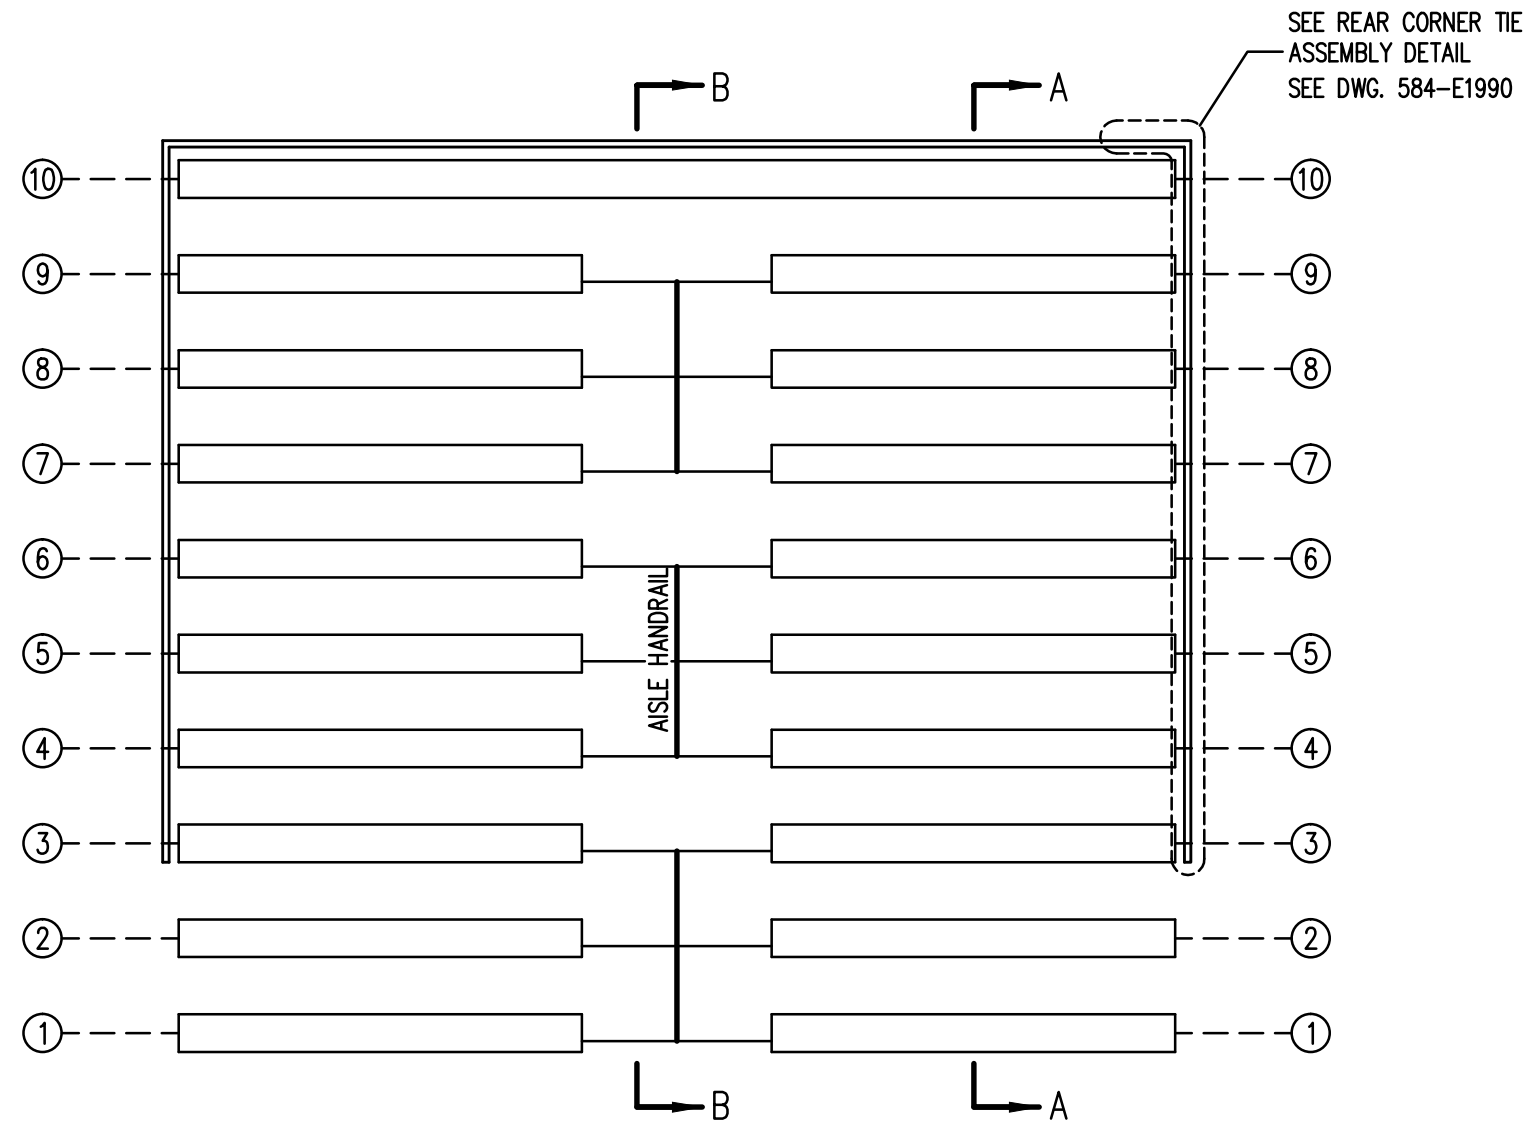 SEE REAR CORNER TIE
ASSEMBLY DETAIL
SEE DWG. 584-E1990
B A
10 10
9 9
8 8
7 7
6 6
AISLE HANDRAIL
5 5
4 4
3 3
2 2
1 1
B A